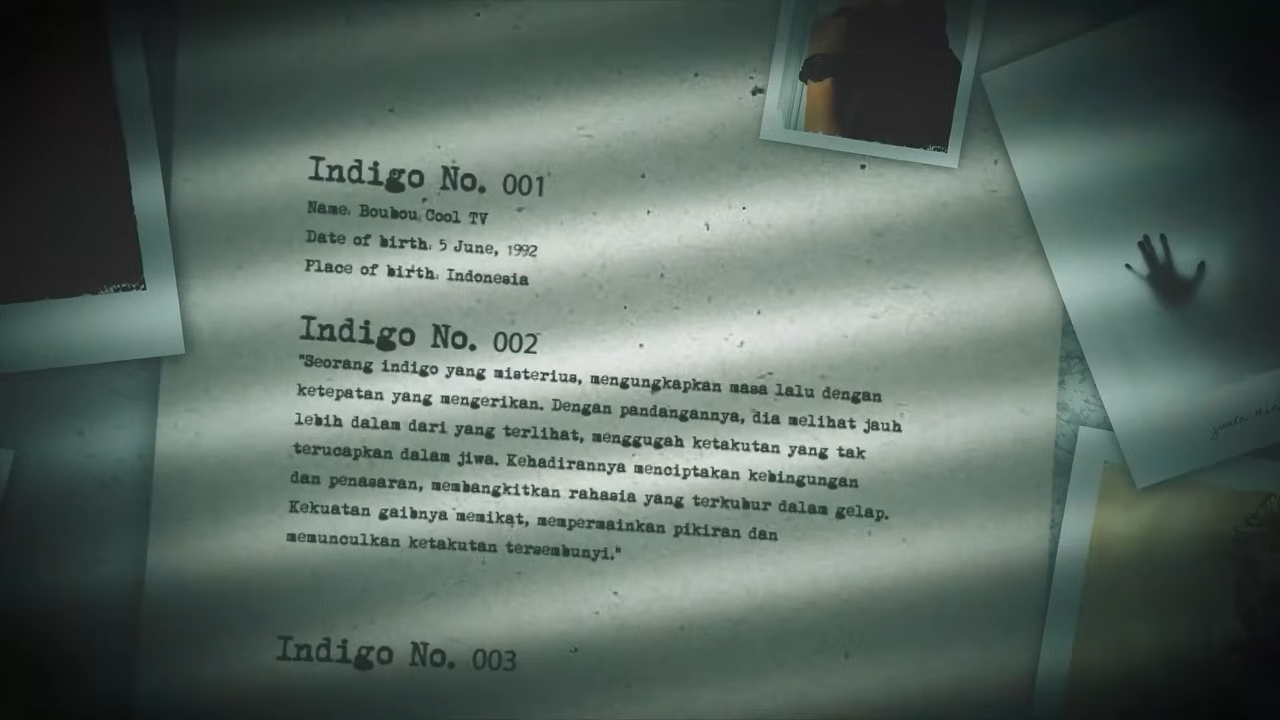 Indigo No. 001
Name: Boubou Cool TV
Date of birth: 5 June, 1992
Place of birth: Indonesia
Indigo No. 002
"Seorang indigo yang misterius, mengungkapkan masa lalu dengan
ketepatan yang mengerikan. Dengan pandangannya, dia melihat jauh
lebih dalam dari yang terlihat, menggugah ketakutan yang tak
terucapkan dalam jiwa. Kehadirannya menciptakan kebingungan
dan penasaran, membangkitkan rahasia yang terkubur dalam gelap.
Kekuatan gaibnya memikat, mempermainkan pikiran dan
memunculkan ketakutan tersembunyi."
Indigo No. 003